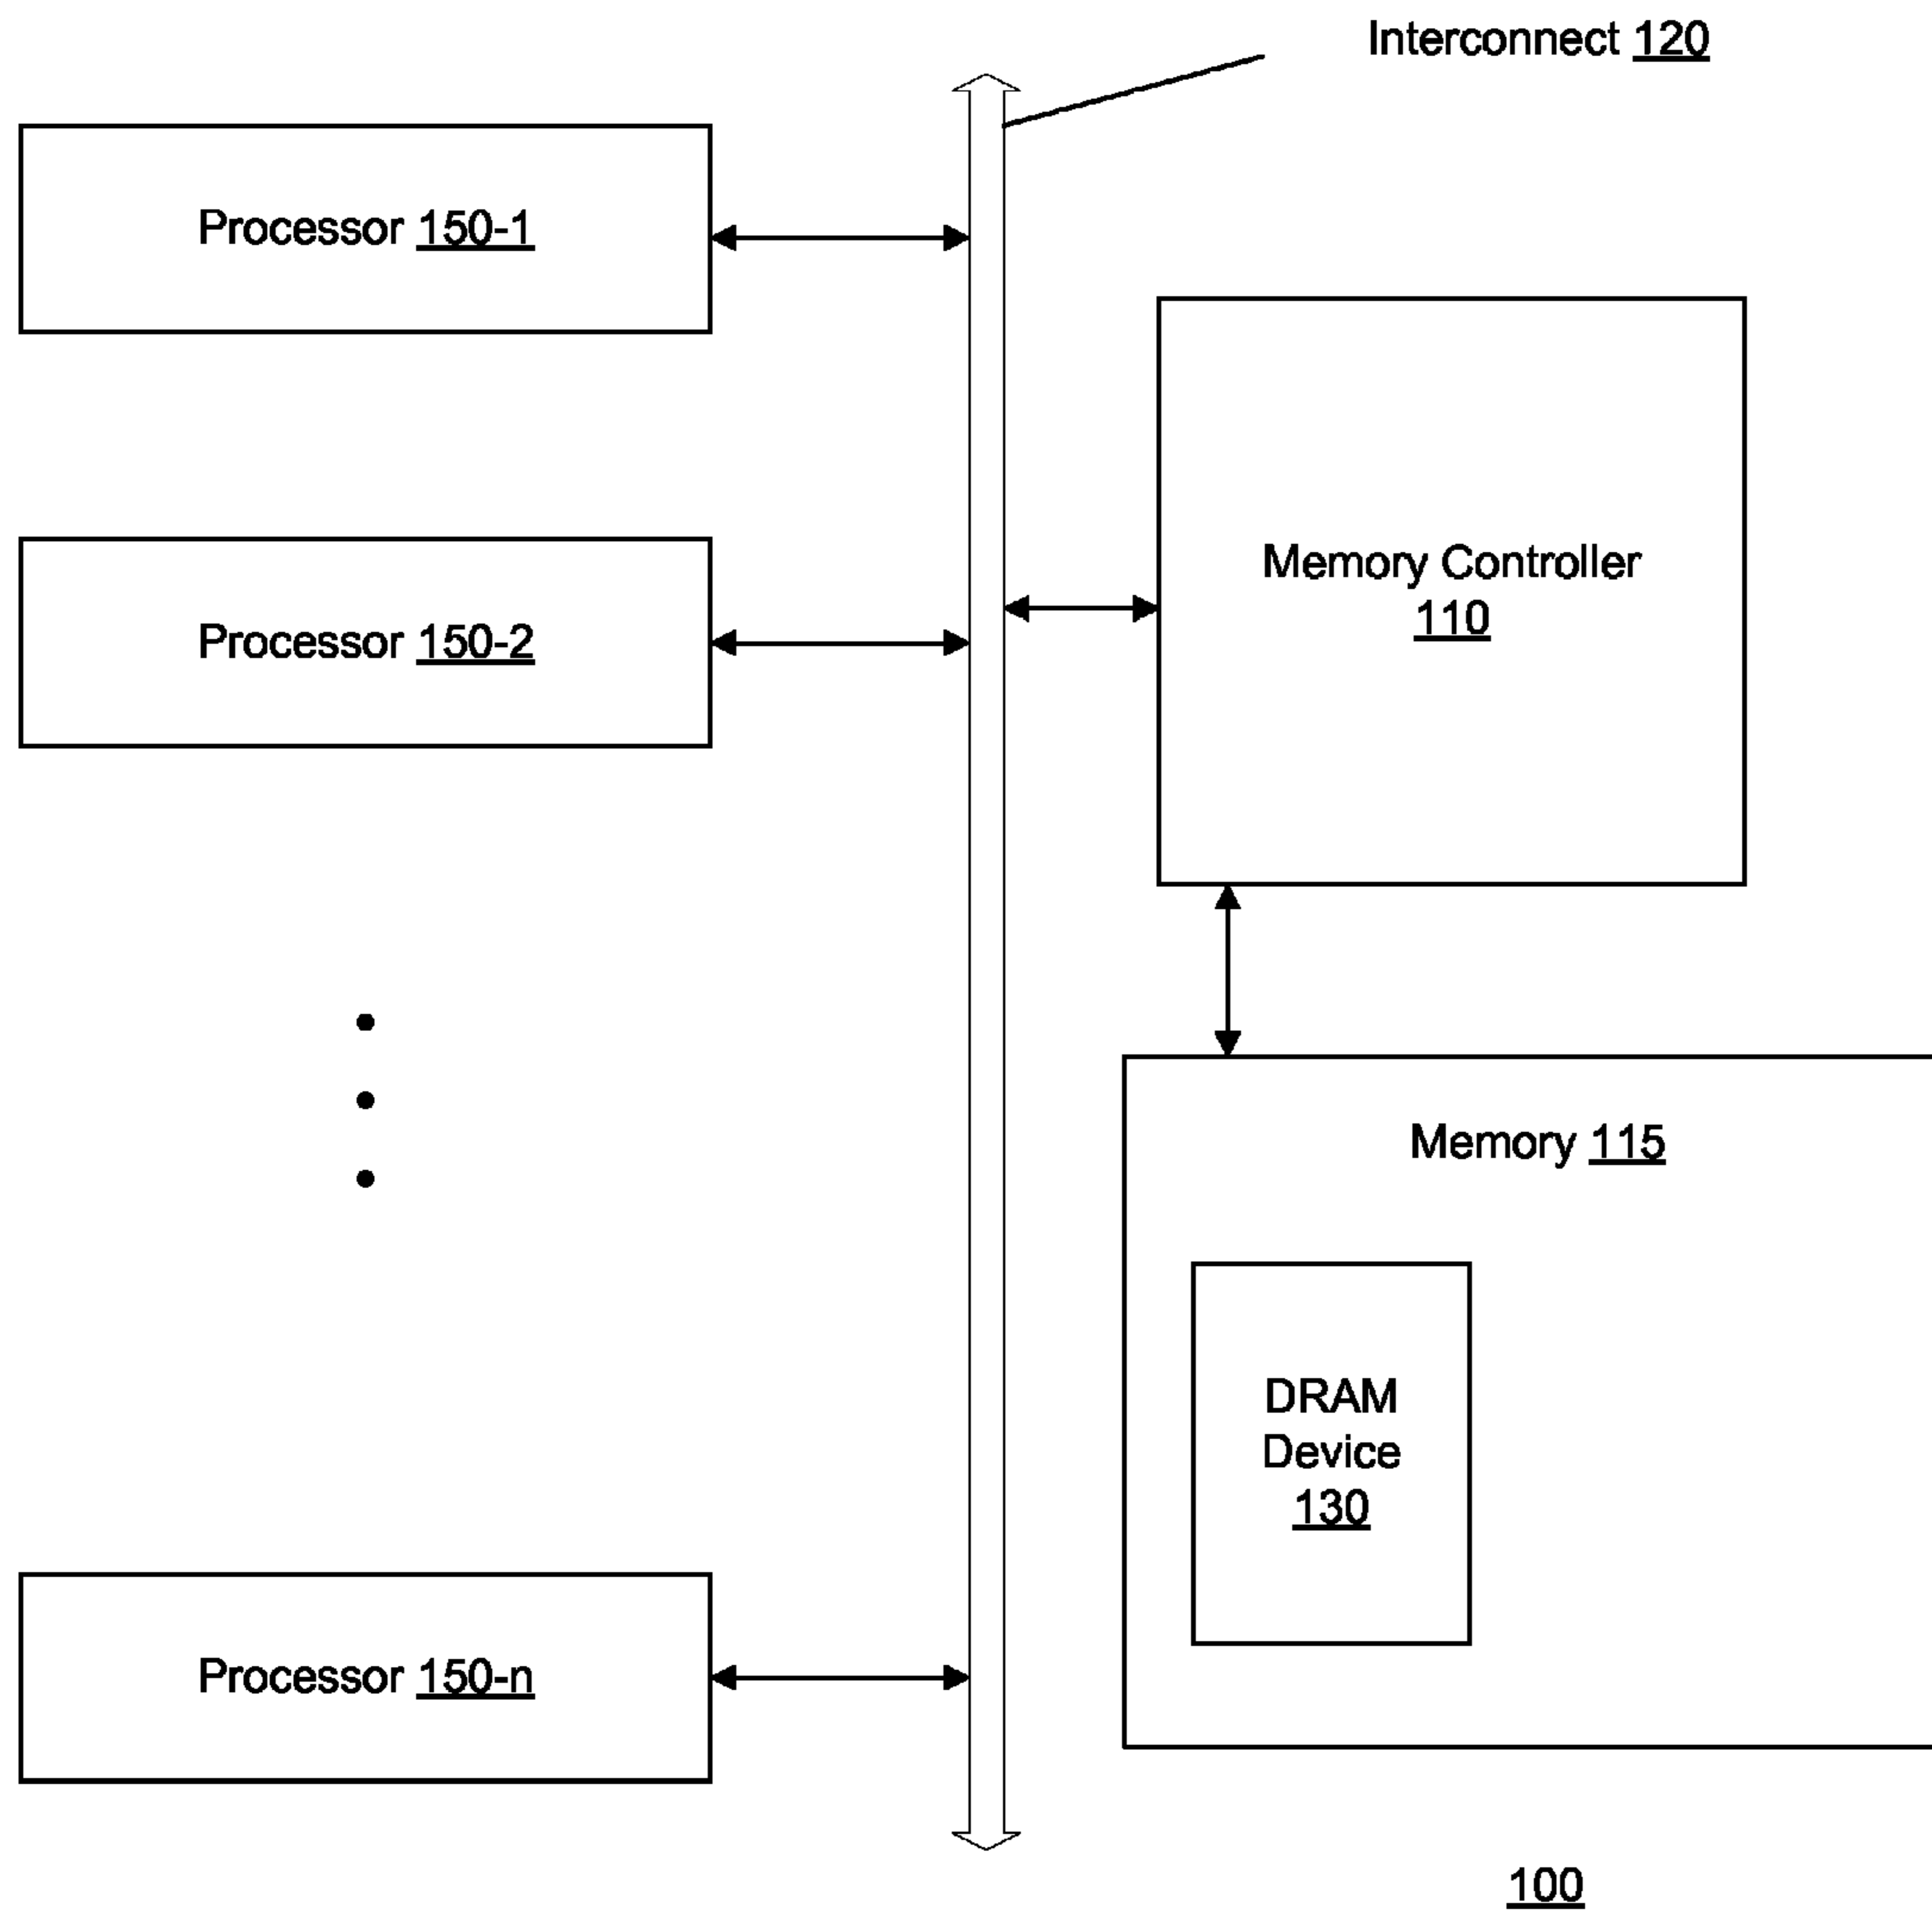 Interconnect 120
Processor 150-1
Memory Controller
110
Processor 150-2
Memory 115
DRAM
Device
130
Processor 150-n
100